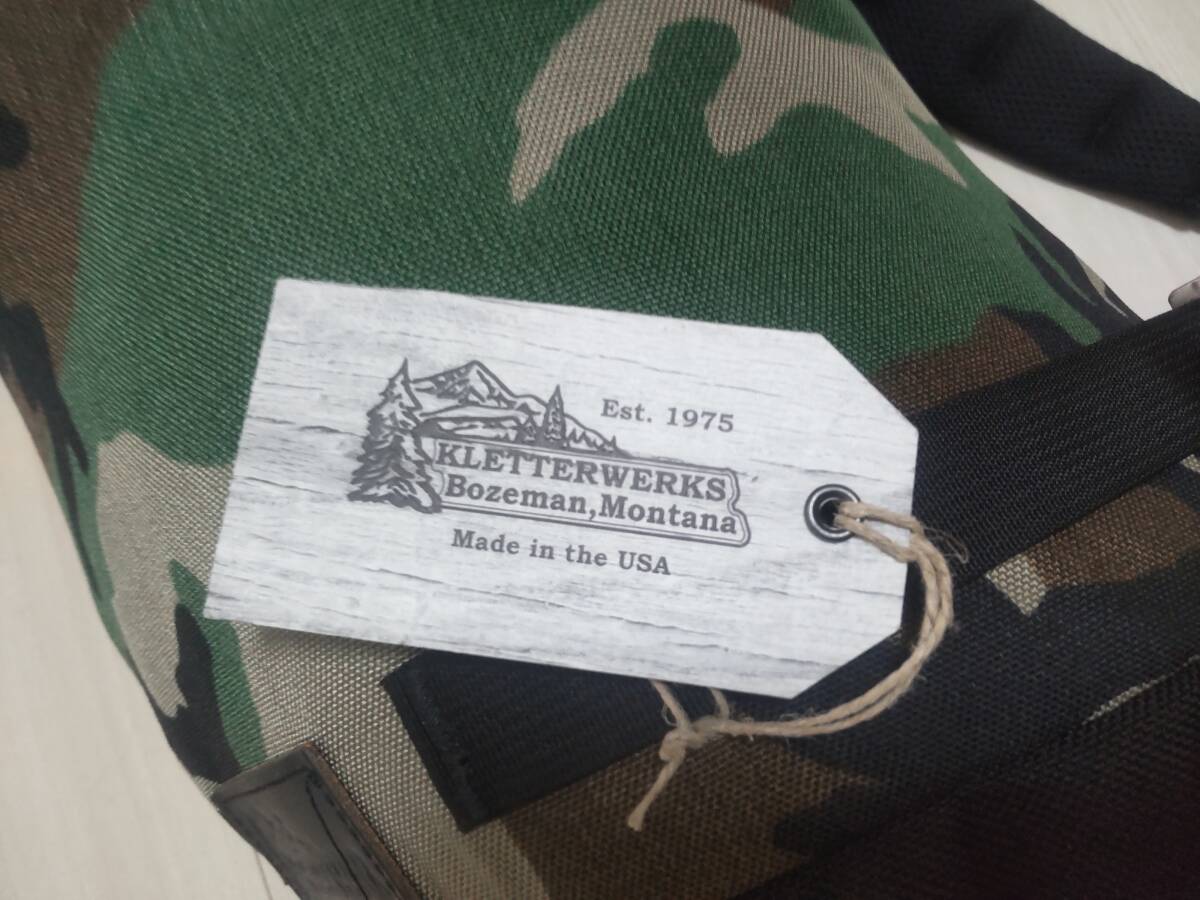 Est. 1975
KLETTERWERKS
Bozeman,Montana
Made in the USA